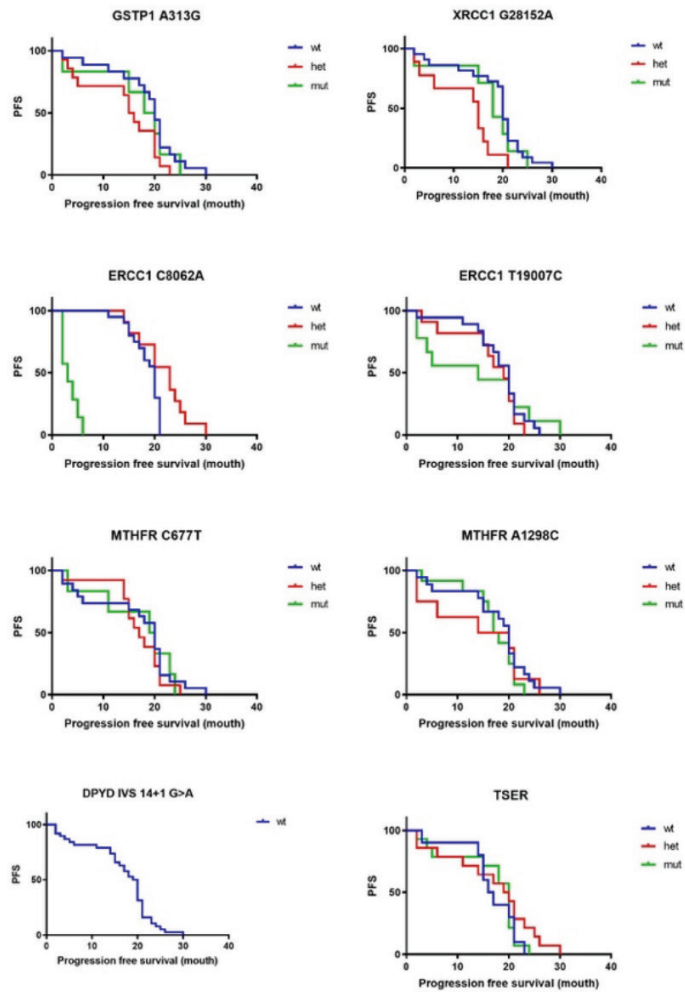 GSTP1 A313G
100
50
0
PFS
0 10 20 30 40
Progression free survival (mouth)
wt
het
mut
XRCC1 G28152A
100
50
0
PFS
0 10 20 30 40
Progression free survival (mouth)
wt
het
mut
ERCC1 C8062A
100
50
0
PFS
0 10 20 30 40
Progression free survival (mouth)
wt
het
mut
ERCC1 T19007C
100
50
0
PFS
0 10 20 30 40
Progression free survival (mouth)
wt
het
mut
MTHFR C677T
100
50
0
PFS
0 10 20 30 40
Progression free survival (mouth)
wt
het
mut
MTHFR A1298C
100
50
0
PFS
0 10 20 30 40
Progression free survival (mouth)
wt
het
mut
DPYD IVS 14+1 G>A
100
50
0
PFS
0 10 20 30 40
Progression free survival (mouth)
wt
TSER
100
50
0
PFS
0 10 20 30 40
Progression free survival (mouth)
wt
het
mut